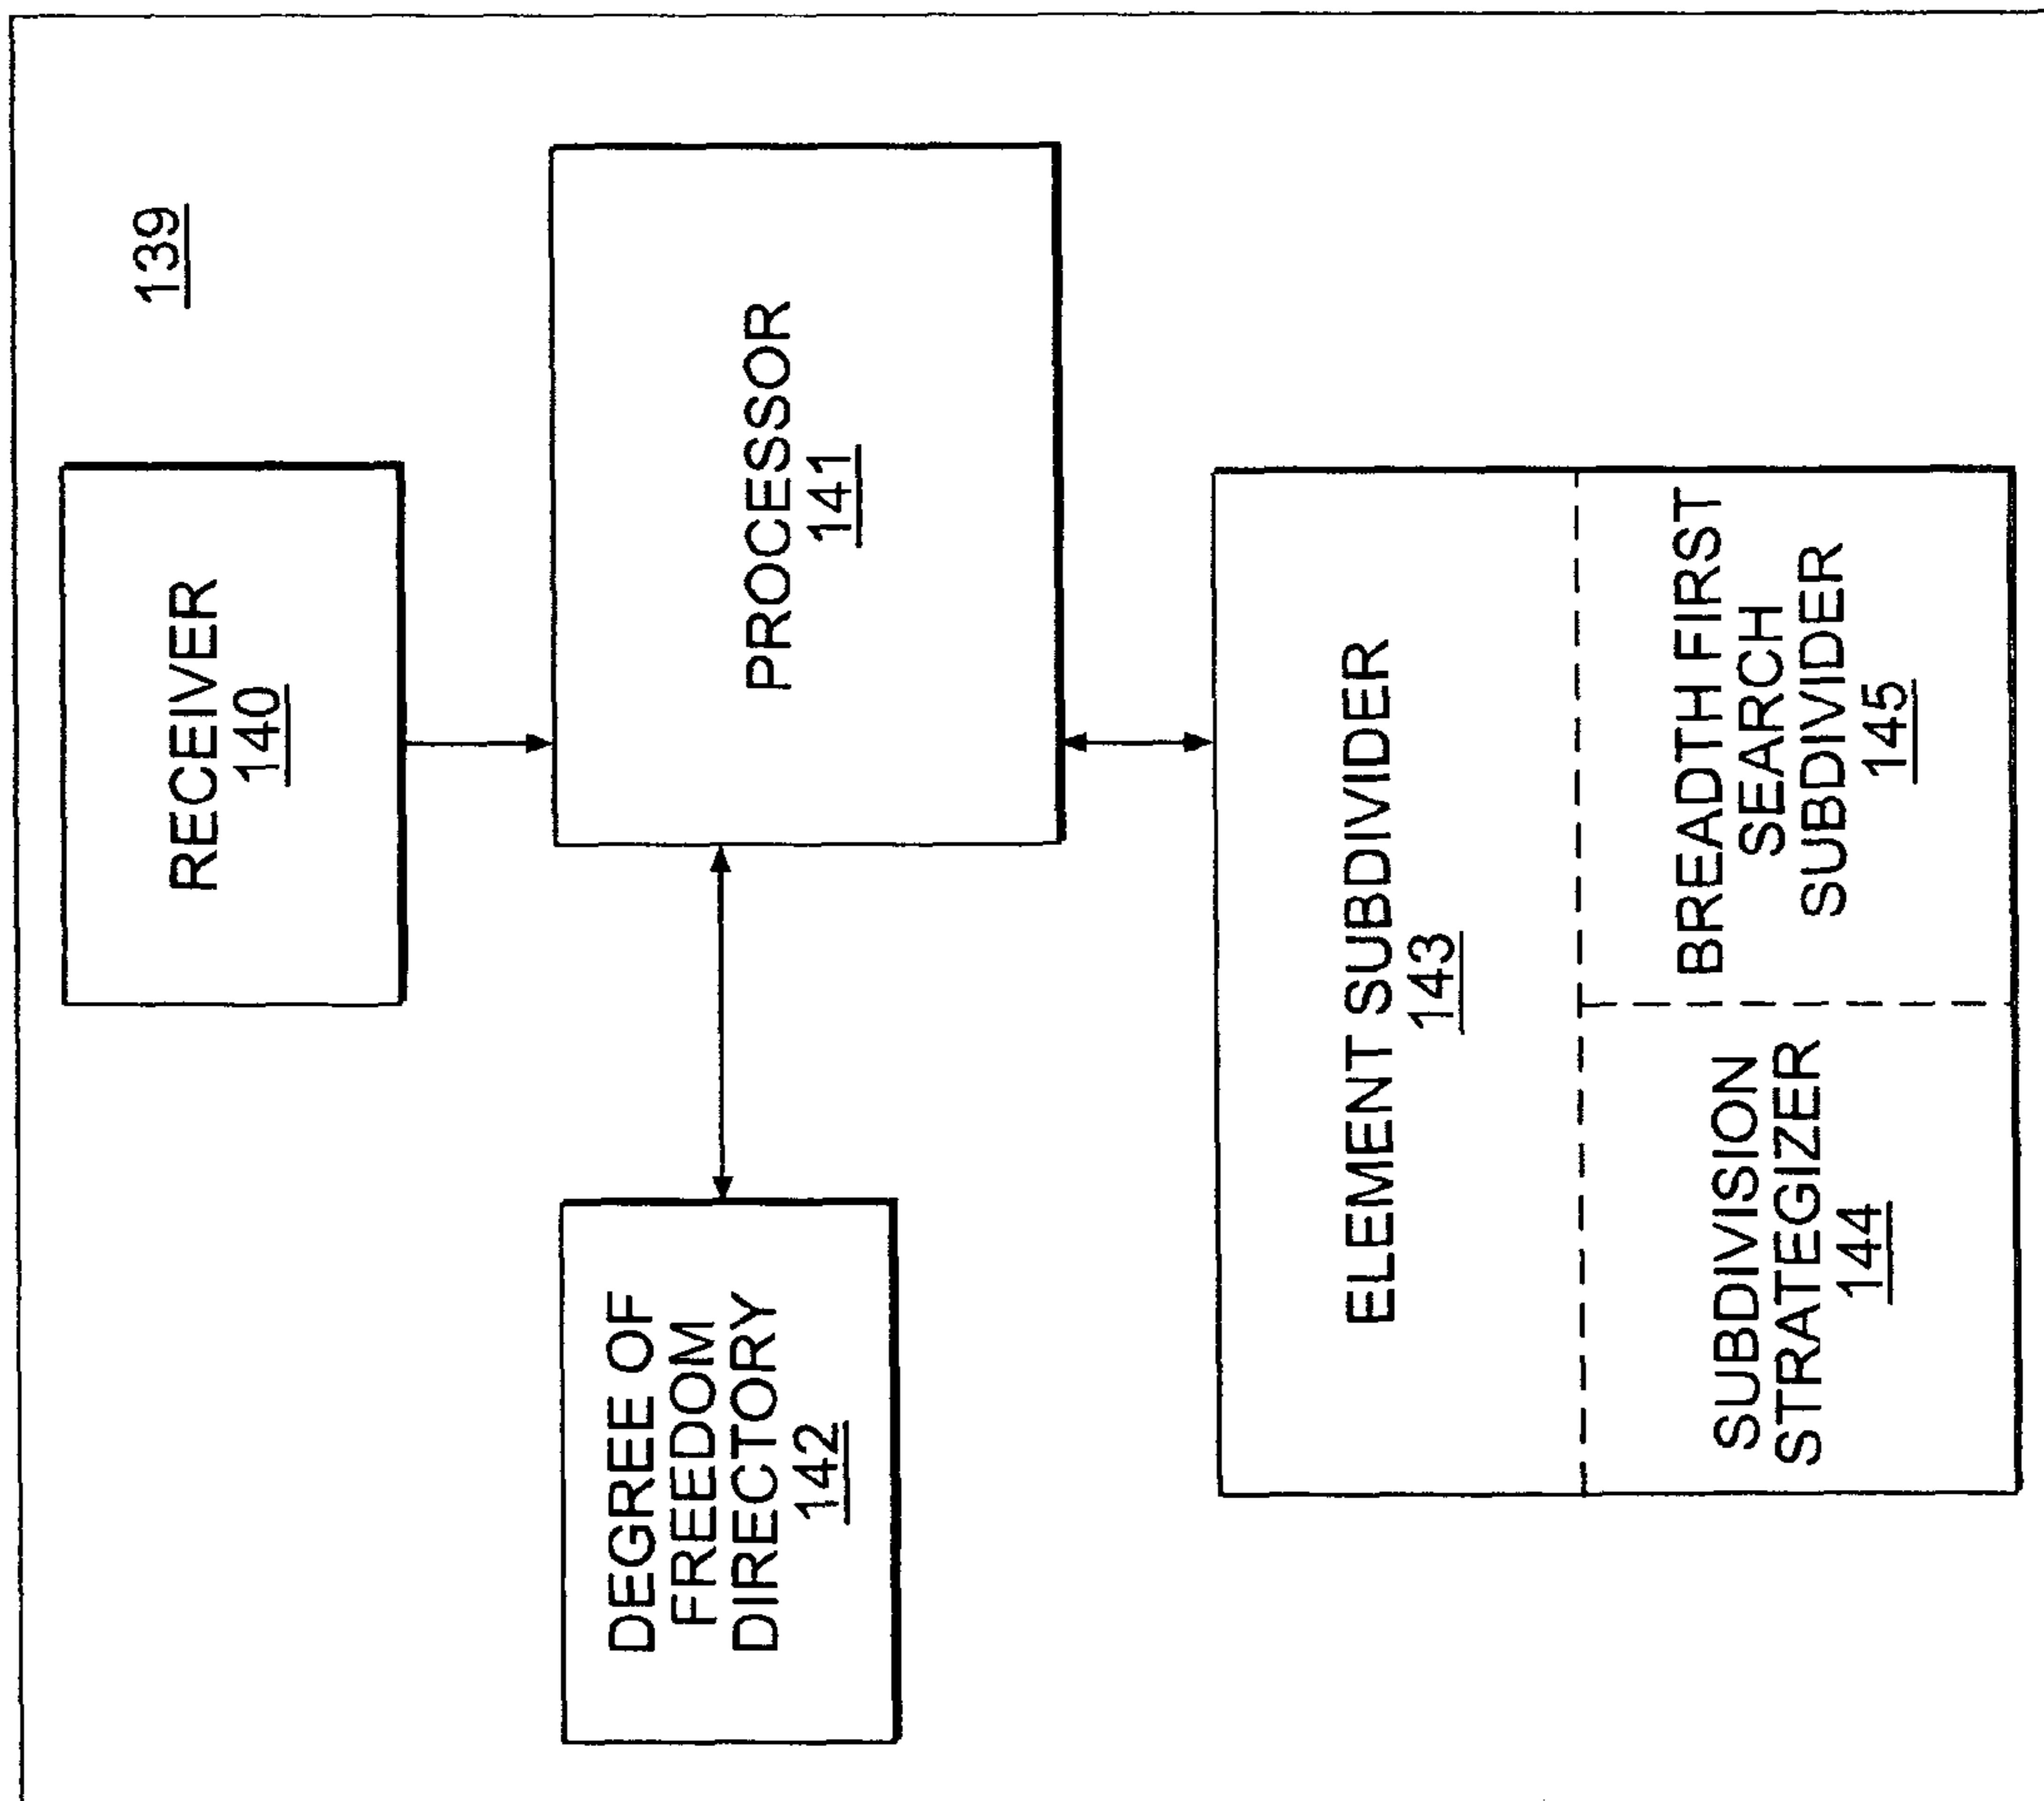 139
RECEIVER
140
PROCESSOR
141
DEGREE OF
FREEDOM
DIRECTORY
142
ELEMENT SUBDIVIDER
143
SUBDIVISION
STRATEGIZER
144
BREADTH FIRST
SEARCH
SUBDIVIDER
145